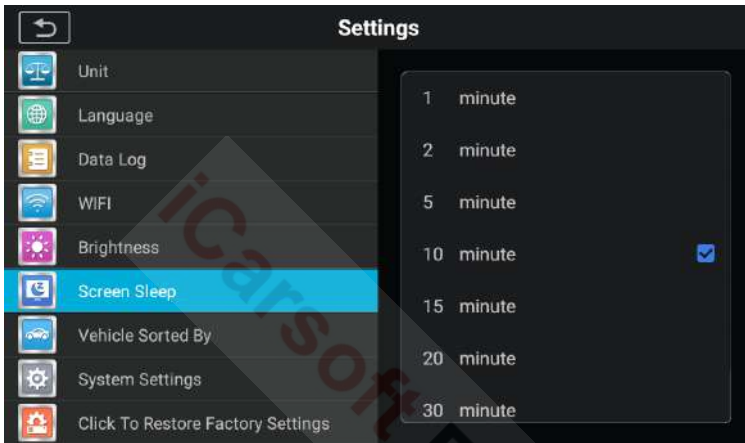 Settings
Unit
Language
Data Log
WIFI
Brightness
Screen Sleep
Vehicle Sorted By
System Settings
Click To Restore Factory Settings
1 minute
2 minute
5 minute
10 minute
15 minute
20 minute
30 minute
iCarsoft